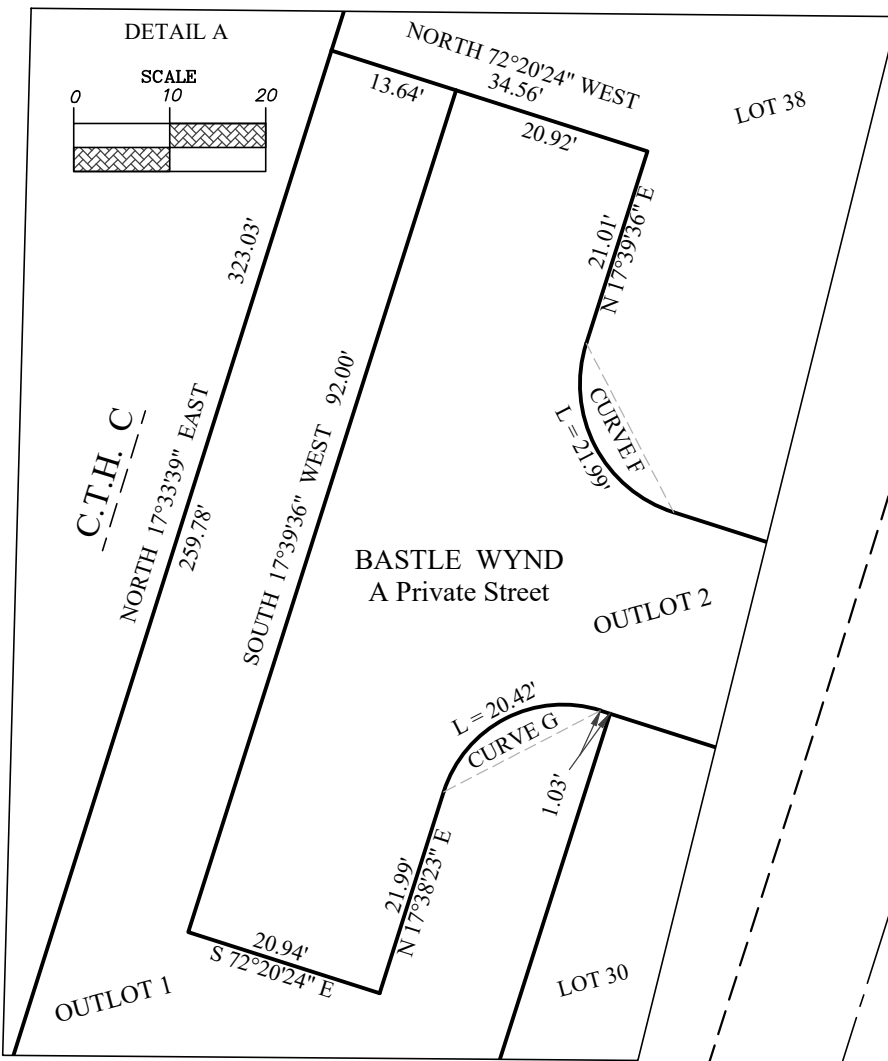 DETAIL A
SCALE
0 10 20
NORTH 72°20'24" WEST
34.56'
13.64'
20.92'
LOT 38
21.01'
N 17°39'36" E
323.03'
CURVE F
L = 21.99'
SOUTH 17°39'36" WEST 92.00'
C.T.H. C
NORTH 17°33'39" EAST
259.78'
BASTLE WYND
A Private Street
OUTLOT 2
L = 20.42'
CURVE G
1.03'
21.99'
N 17°38'23" E
20.94'
S 72°20'24" E
OUTLOT 1
LOT 30